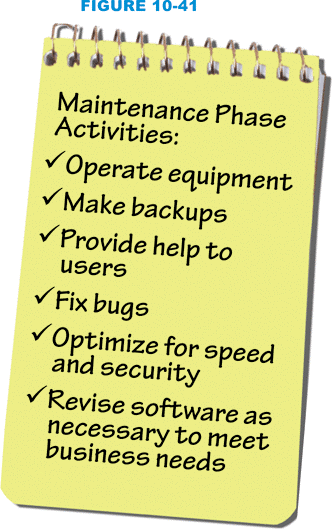 FIGURE 10-41
Maintenance Phase
Activities:
✓Operate equipment
✓Make backups
✓Provide help to
users
✓Fix bugs
✓Optimize for speed
and security
✓Revise software as
necessary to meet
business needs